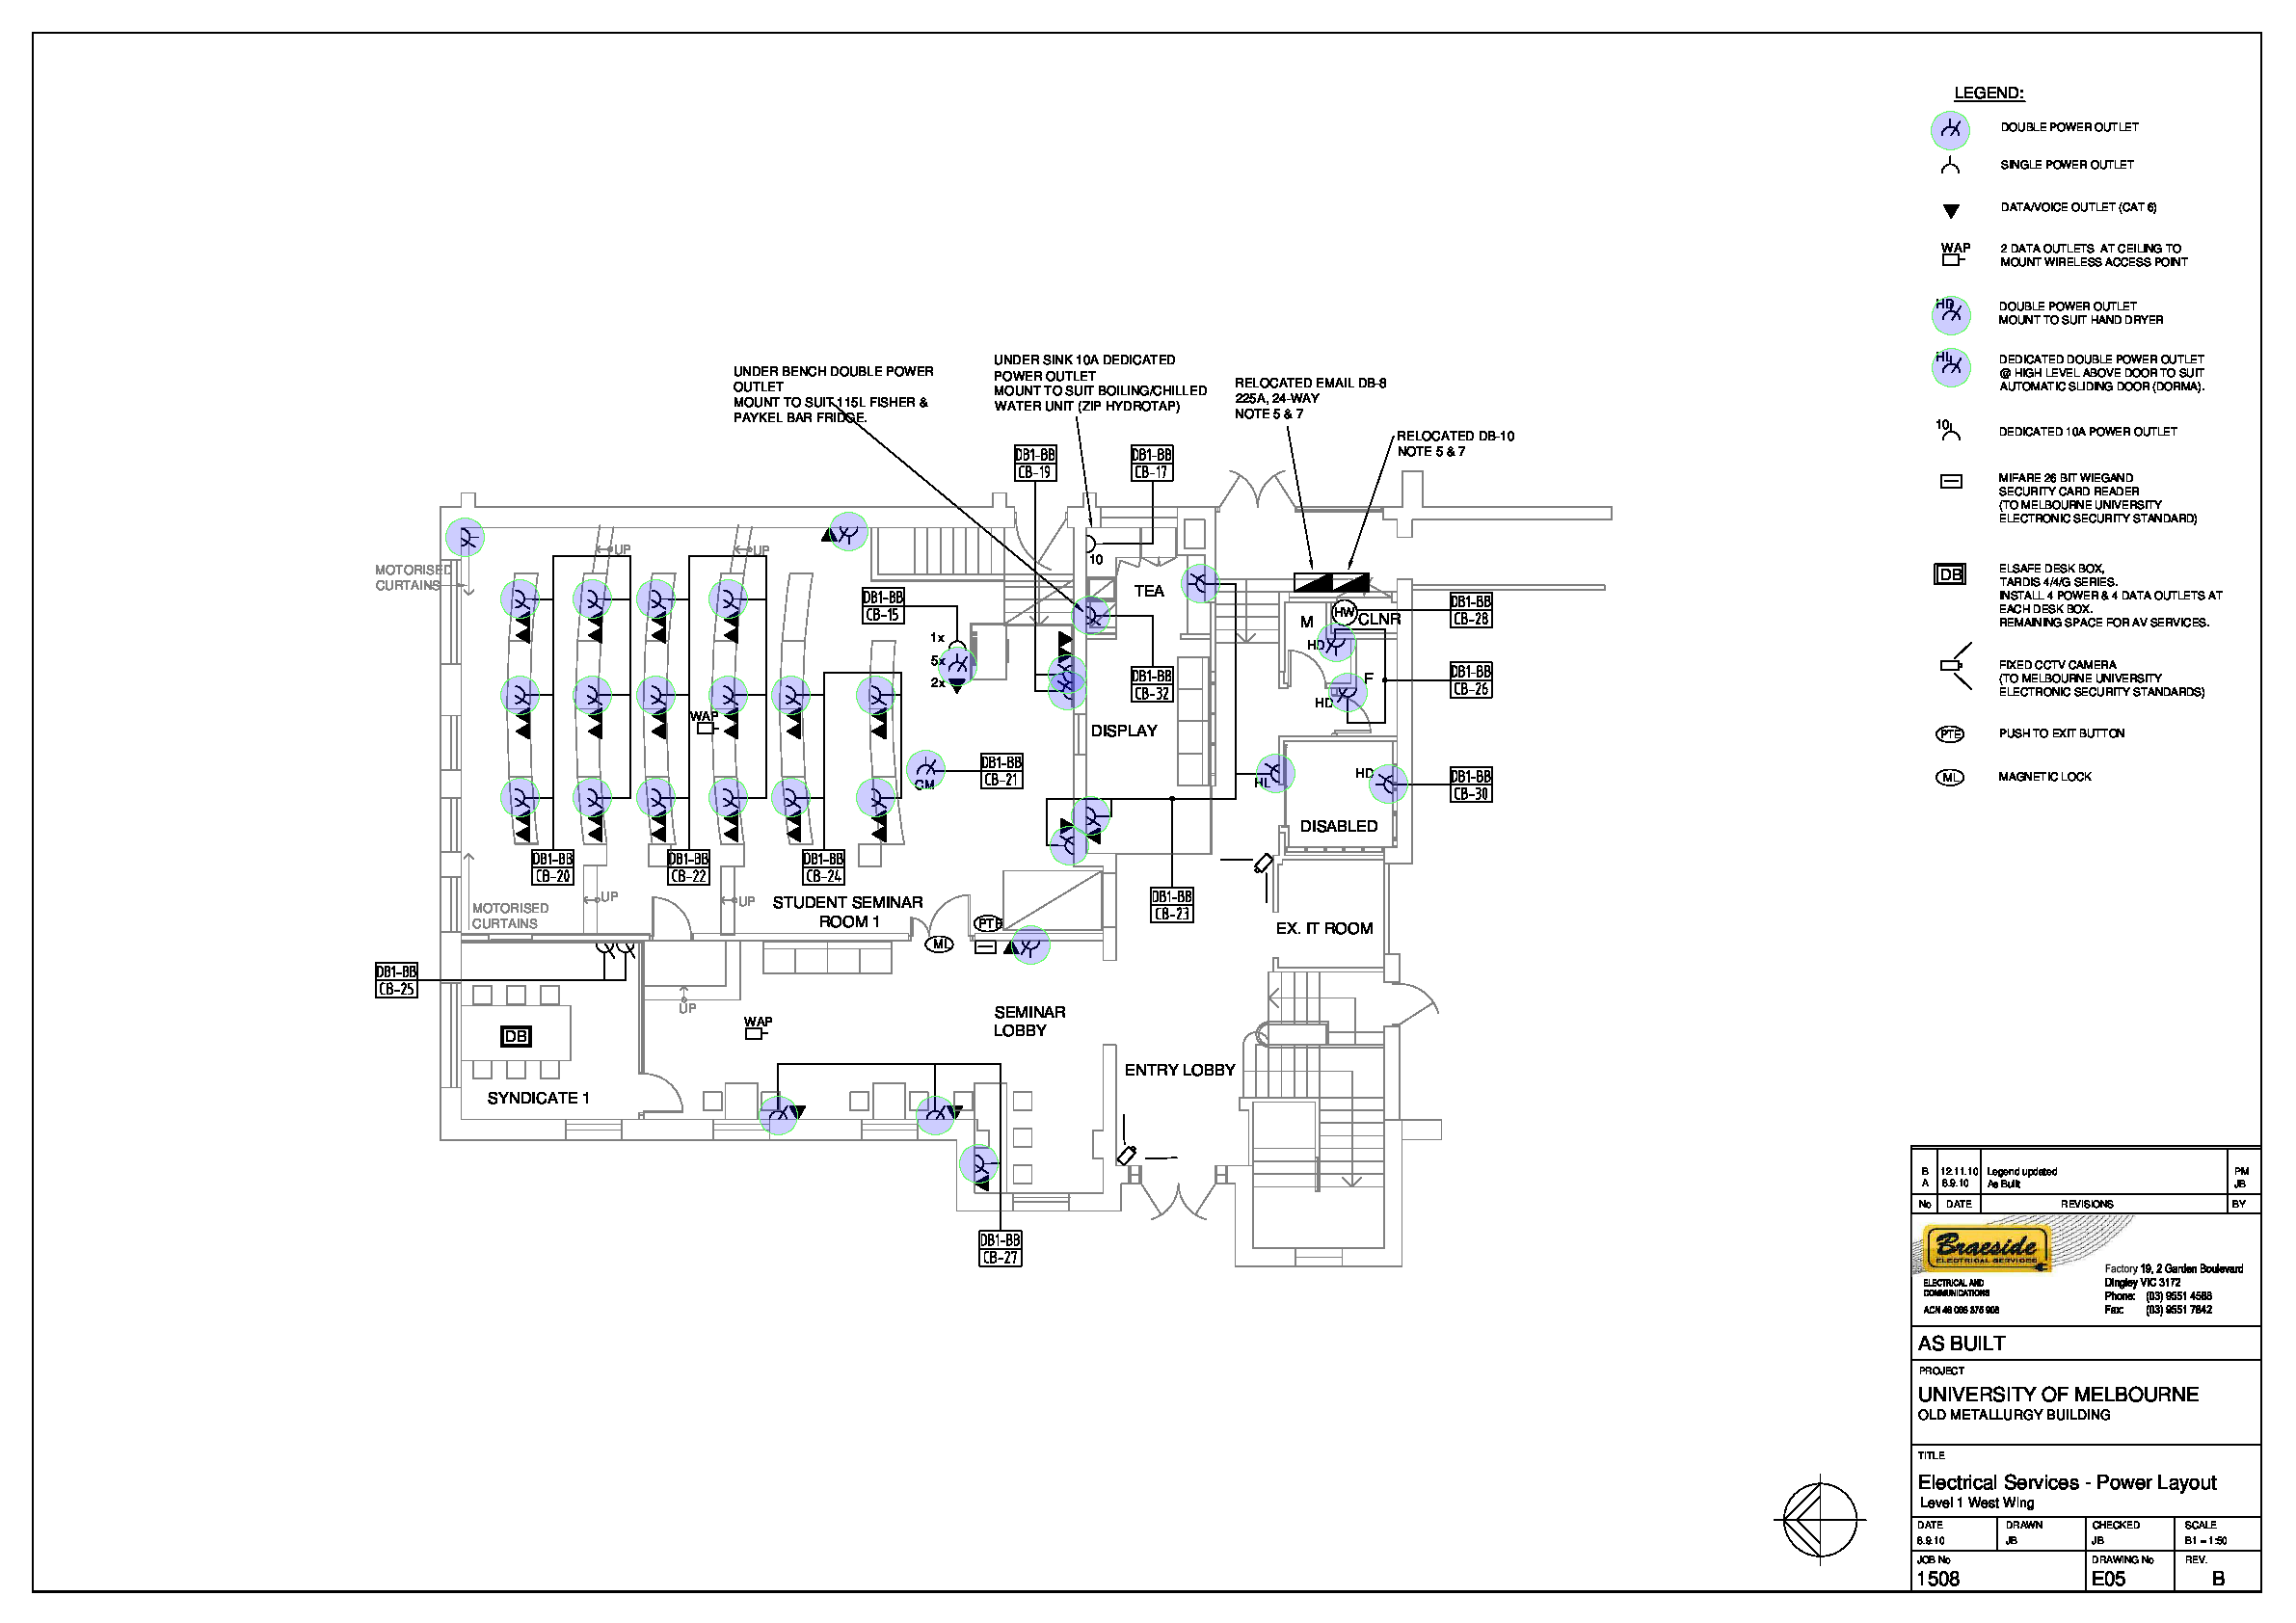 LEGEND:
DOUBLE POWER OUTLET
SINGLE POWER OUTLET
DATA/VOICE OUTLET (CAT 6)
WAP
2 DATA OUTLETS AT CEILING TO
MOUNT WIRELESS ACCESS POINT
HD
DOUBLE POWER OUTLET
MOUNT TO SUIT HAND DRYER
HL
DEDICATED DOUBLE POWER OUTLET
@ HIGH LEVEL ABOVE DOOR TO SUIT
AUTOMATIC SLIDING DOOR (DORMA).
10
DEDICATED 10A POWER OUTLET
MIFARE 26 BIT WIEGAND
SECURITY CARD READER
(TO MELBOURNE UNIVERSITY
ELECTRONIC SECURITY STANDARD)
DB
ELSAFE DESK BOX,
TARDIS 4/4/G SERIES.
INSTALL 4 POWER & 4 DATA OUTLETS AT
EACH DESK BOX.
REMAINING SPACE FOR AV SERVICES.
FIXED CCTV CAMERA
(TO MELBOURNE UNIVERSITY
ELECTRONIC SECURITY STANDARDS)
PTE
PUSH TO EXIT BUTTON
ML
MAGNETIC LOCK
UNDER BENCH DOUBLE POWER
OUTLET
MOUNT TO SUIT 115L FISHER &
PAYKEL BAR FRIDGE.
UNDER SINK 10A DEDICATED
POWER OUTLET
MOUNT TO SUIT BOILING/CHILLED
WATER UNIT (ZIP HYDROTAP)
RELOCATED EMAIL DB-8
225A, 24-WAY
NOTE 5 & 7
RELOCATED DB-10
NOTE 5 & 7
DB1-BB
CB-19
DB1-BB
CB-17
MOTORISED
CURTAINS
UP
UP
10
TEA
DB1-BB
CB-15
1x
5x
2x
M
HW
CLNR
HD
F
HD
DB1-BB
CB-28
DB1-BB
CB-26
DB1-BB
CB-32
WAP
DISPLAY
GM
DB1-BB
CB-21
HL
HD
DB1-BB
CB-30
DISABLED
DB1-BB
CB-20
DB1-BB
CB-22
DB1-BB
CB-24
UP
UP
MOTORISED
CURTAINS
STUDENT SEMINAR
ROOM 1
DB1-BB
CB-23
PTE
ML
EX. IT ROOM
DB1-BB
CB-25
UP
WAP
DB
SEMINAR
LOBBY
ENTRY LOBBY
SYNDICATE 1
DB1-BB
CB-27
B 12.11.10 Legend updated PM
A 8.9.10 As Built JB
No DATE REVISIONS BY
Braeside
ELECTRICAL SERVICES
ELECTRICAL AND
COMMUNICATIONS
Factory 19, 2 Garden Boulevard
Dingley VIC 3172
Phone: (03) 9551 4588
Fax: (03) 9551 7842
AS BUILT
PROJECT
UNIVERSITY OF MELBOURNE
OLD METALLURGY BUILDING
TITLE
Electrical Services - Power Layout
Level 1 West Wing
DATE DRAWN CHECKED SCALE
8.9.10 JB JB B1 = 1:50
JOB No DRAWING No REV.
1508 E05 B